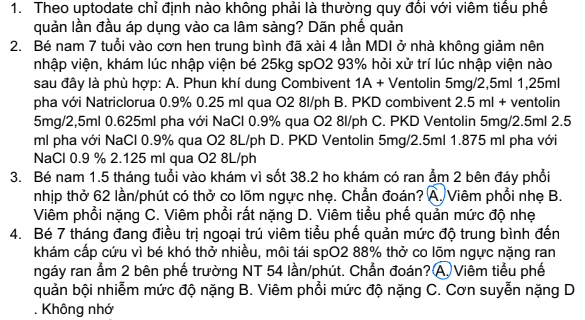 1. Theo uptodate chỉ định nào không phải là thường quy đối với viêm tiểu phế
quản lần đầu áp dụng vào ca lâm sàng? Dãn phế quản
2. Bé nam 7 tuổi vào cơn hen trung bình đã xài 4 lần MDI ở nhà không giảm nên
nhập viện, khám lúc nhập viện bé 25kg spO2 93% hỏi xử trí lúc nhập viện nào
sau đây là phù hợp: A. Phun khí dung Combivent 1A + Ventolin 5mg/2,5ml 1,25ml
pha với Natriclorua 0.9% 0.25 ml qua O2 8l/ph B. PKD combivent 2.5 ml + ventolin
5mg/2,5ml 0.625ml pha với NaCl 0.9% qua O2 8l/ph C. PKD Ventolin 5mg/2.5ml 2.5
ml pha với NaCl 0.9% qua O2 8L/ph D. PKD Ventolin 5mg/2.5ml 1.875 ml pha với
NaCl 0.9 % 2.125 ml qua O2 8L/ph
3. Bé nam 1.5 tháng tuổi vào khám vì sốt 38.2 ho khám có ran ẩm 2 bên đáy phổi
nhịp thở 62 lần/phút có thở co lõm ngực nhẹ. Chẩn đoán? A. Viêm phổi nhẹ B.
Viêm phổi nặng C. Viêm phổi rất nặng D. Viêm tiểu phế quản mức độ nhẹ
4. Bé 7 tháng đang điều trị ngoại trú viêm tiểu phế quản mức độ trung bình đến
khám cấp cứu vì bé khó thở nhiều, môi tái spO2 88% thở co lõm ngực nặng ran
ngáy ran ẩm 2 bên phế trường NT 54 lần/phút. Chẩn đoán? A. Viêm tiểu phế
quản bội nhiễm mức độ nặng B. Viêm phổi mức độ nặng C. Cơn suyễn nặng D
. Không nhớ